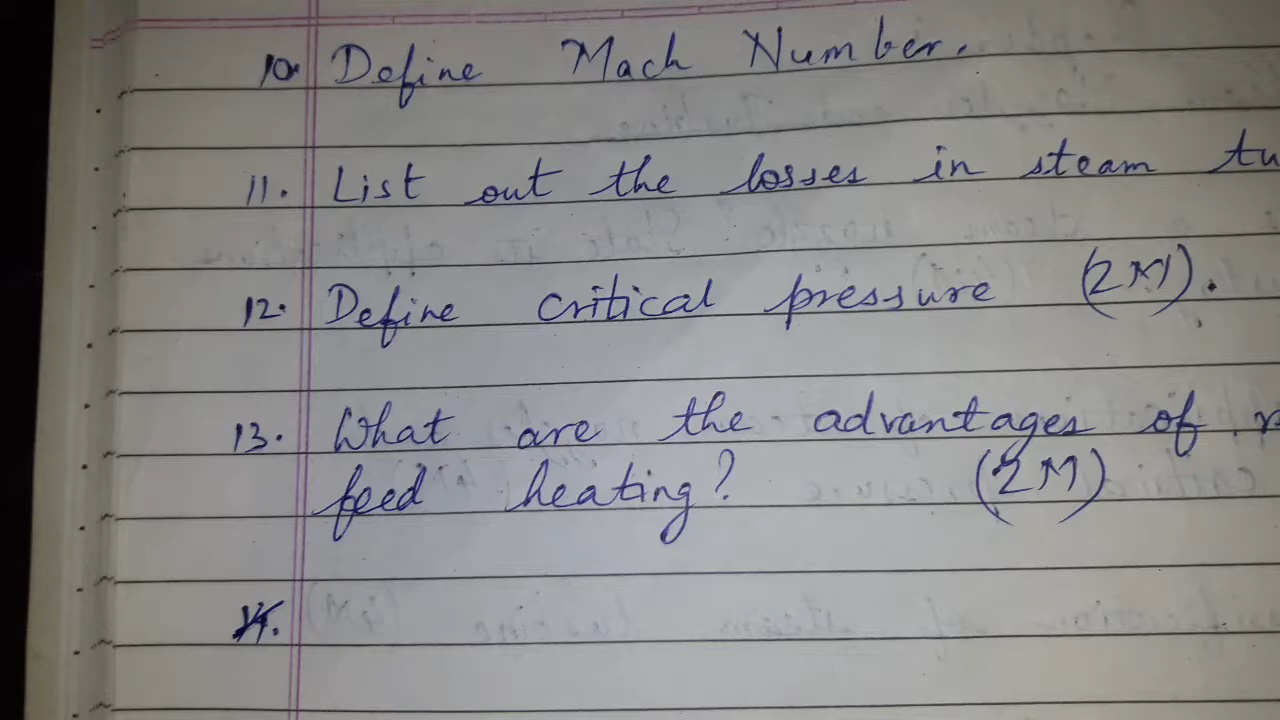 10. Define Mach Number.
11. List out the losses in steam tu
12. Define critical pressure (2M).
13. What are the advantages of r
feed heating? (2M)
14.